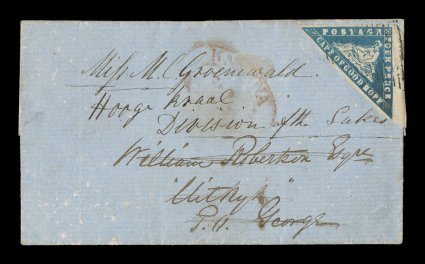 POSTAGE
FOUR PENCE
CAPE OF GOOD HOPE
Miss M. C. Groenewald.
Hooge Kraal
Division of the Lakes
William Robertson Esqre
"Uitkyk"
P.O. George